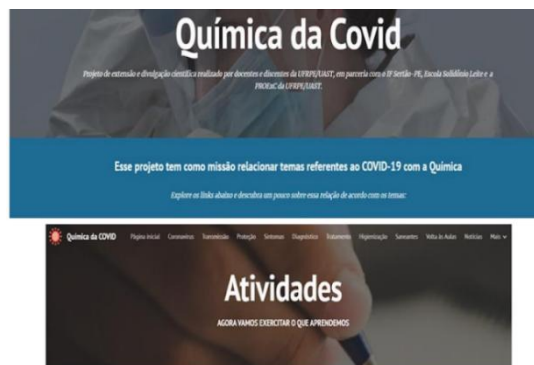 Química da Covid
Projeto de extensão e divulgação científica realizado por docentes e discentes da UFRPE/UAST, em parceria com o IF Sertão-PE, Escola Solidônio Leite e a
PROExC da UFRPE/UAST.
Esse projeto tem como missão relacionar temas referentes ao COVID-19 com a Química
Explore os links abaixo e descubra um pouco sobre essa relação de acordo com os temas:
Química da COVID Página inicial Coronavírus Transmissão Proteção Sintomas Diagnóstico Tratamento Higienização Saneantes Volta às Aulas Notícias Mais
Atividades
AGORA VAMOS EXERCITAR O QUE APRENDEMOS